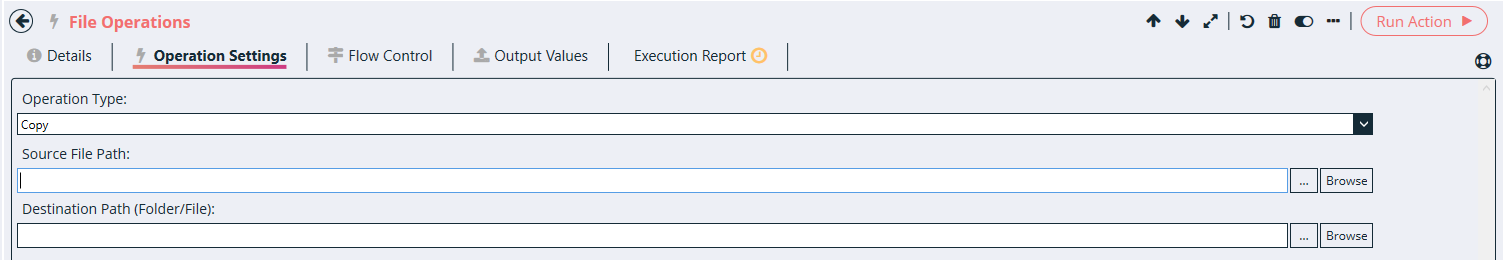 File Operations
Run Action
Details
Operation Settings
Flow Control
Output Values
Execution Report
Operation Type:
Copy
Source File Path:
...
Browse
Destination Path (Folder/File):
...
Browse